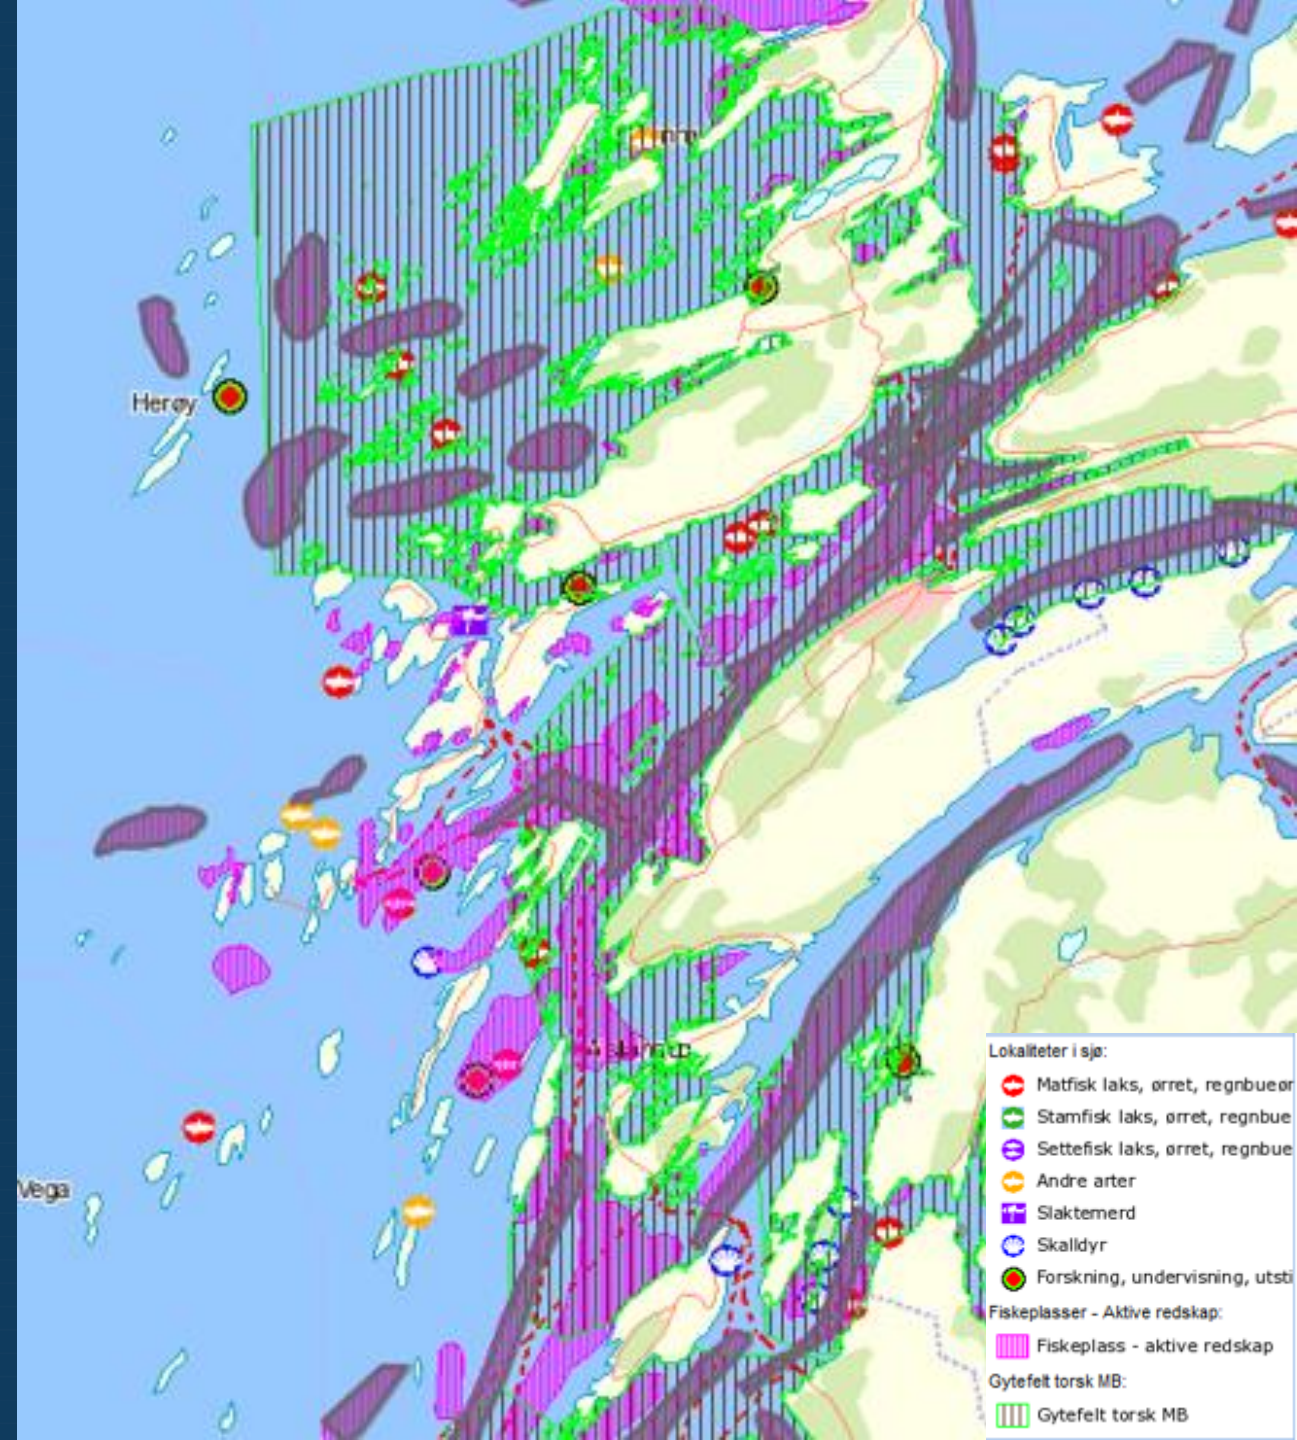 Herøy
Vega
Lokaliteter i sjø:
Matfisk laks, ørret, regnbueør
Stamfisk laks, ørret, regnbue
Settefisk laks, ørret, regnbue
Andre arter
Slaktemerd
Skalldyr
Forskning, undervisning, utsti
Fiskeplasser - Aktive redskap:
Fiskeplass - aktive redskap
Gytefelt torsk MB:
Gytefelt torsk MB